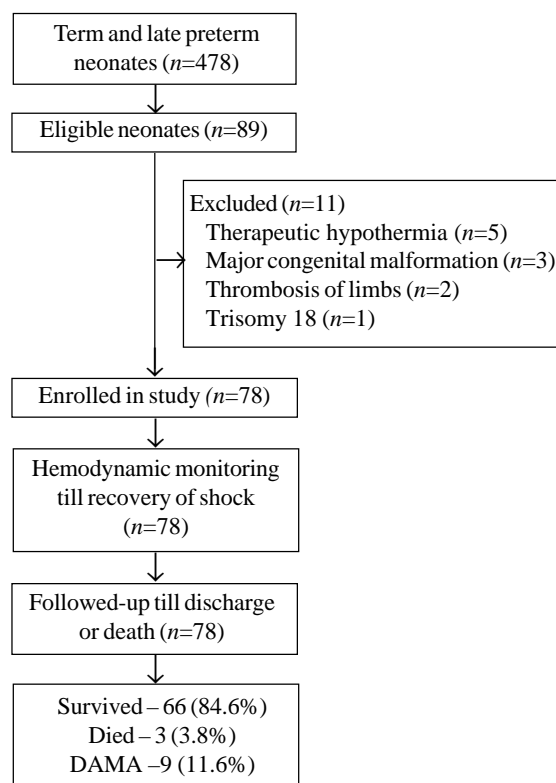 Term and late preterm
neonates (n=478)
Eligible neonates (n=89)
Excluded (n=11)
Therapeutic hypothermia (n=5)
Major congenital malformation (n=3)
Thrombosis of limbs (n=2)
Trisomy 18 (n=1)
Enrolled in study (n=78)
Hemodynamic monitoring
till recovery of shock
(n=78)
Followed-up till discharge
or death (n=78)
Survived – 66 (84.6%)
Died – 3 (3.8%)
DAMA –9 (11.6%)